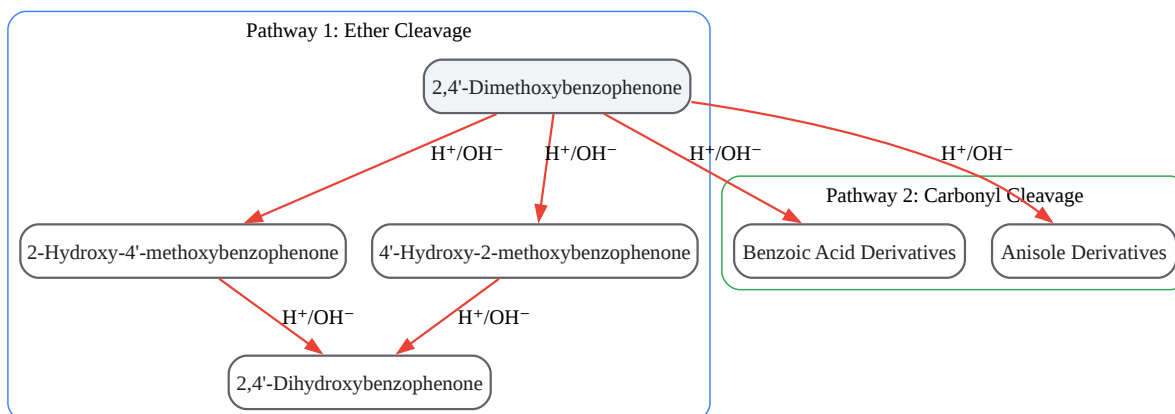 Pathway 1: Ether Cleavage
2,4'-Dimethoxybenzophenone
H⁺/OH⁻
H⁺/OH⁻
H⁺/OH⁻
H⁺/OH⁻
Pathway 2: Carbonyl Cleavage
2-Hydroxy-4'-methoxybenzophenone
4'-Hydroxy-2-methoxybenzophenone
Benzoic Acid Derivatives
Anisole Derivatives
H⁺/OH⁻
H⁺/OH⁻
2,4'-Dihydroxybenzophenone